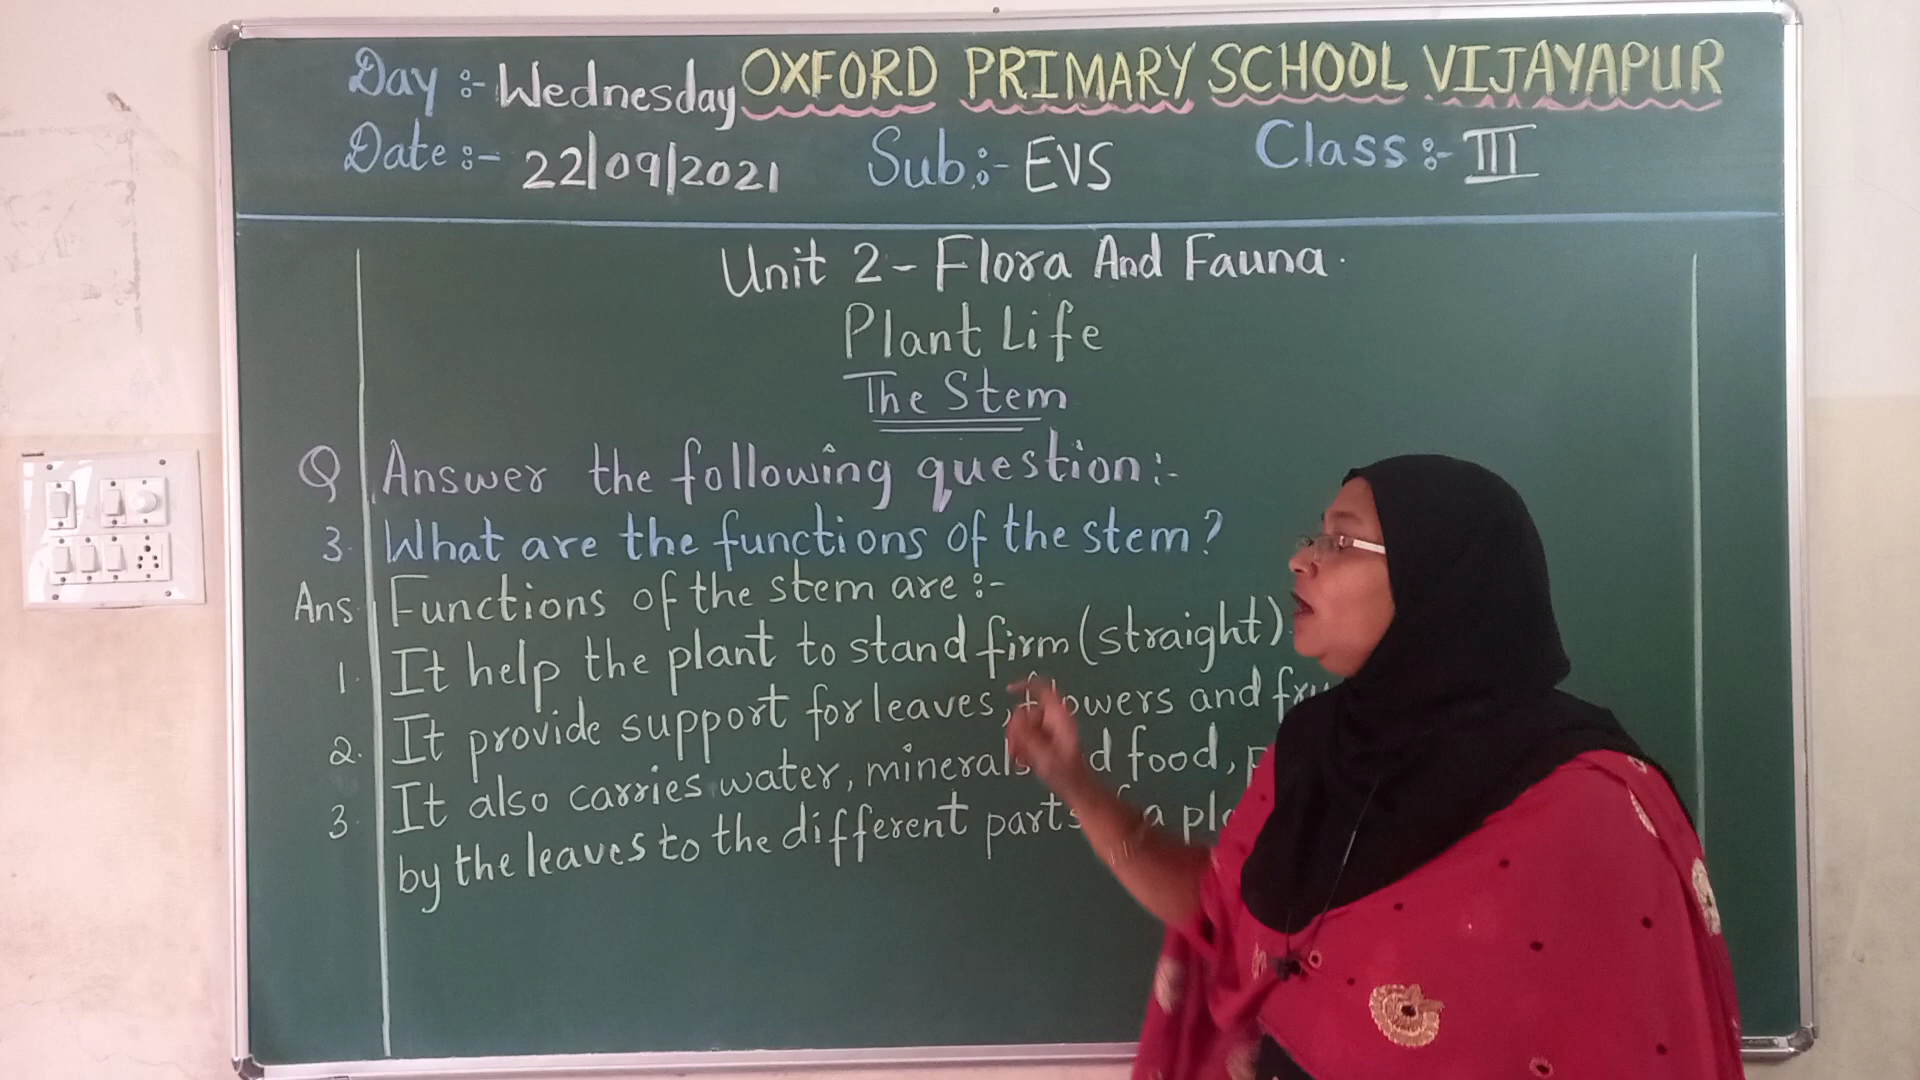 Day :- Wednesday OXFORD PRIMARY SCHOOL VIJAYAPUR
Date :- 22/09/2021 Sub :- EVS Class :- III
Unit 2 - Flora And Fauna.
Plant Life
The Stem
Q Answer the following question :-
3. What are the functions of the stem?
Ans Functions of the stem are :-
1. It help the plant to stand firm (straight).
2. It provide support for leaves, flowers and
3. It also carries water, minerals food,
by the leaves to the different parts a